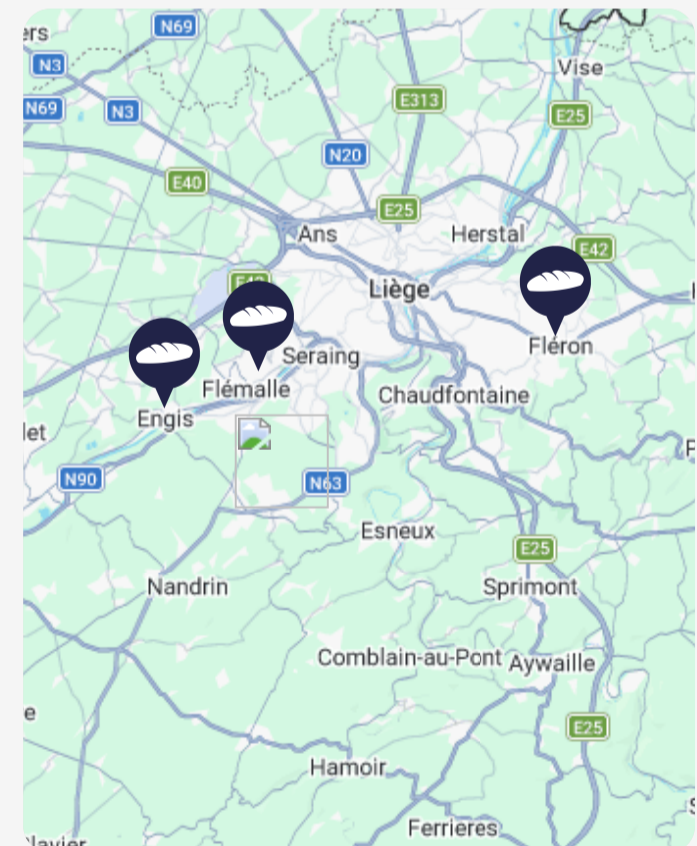 N69
ers
N3
Vise
E313
N69
N3
E25
N20
E40
E25
Ans
Herstal
E42
Liège
Fléron
Seraing
Flémalle
Chaudfontaine
Engis
let
N90
N63
Esneux
E25
Nandrin
Sprimont
Comblain-au-Pont
Aywaille
e
E25
Hamoir
Ferrieres